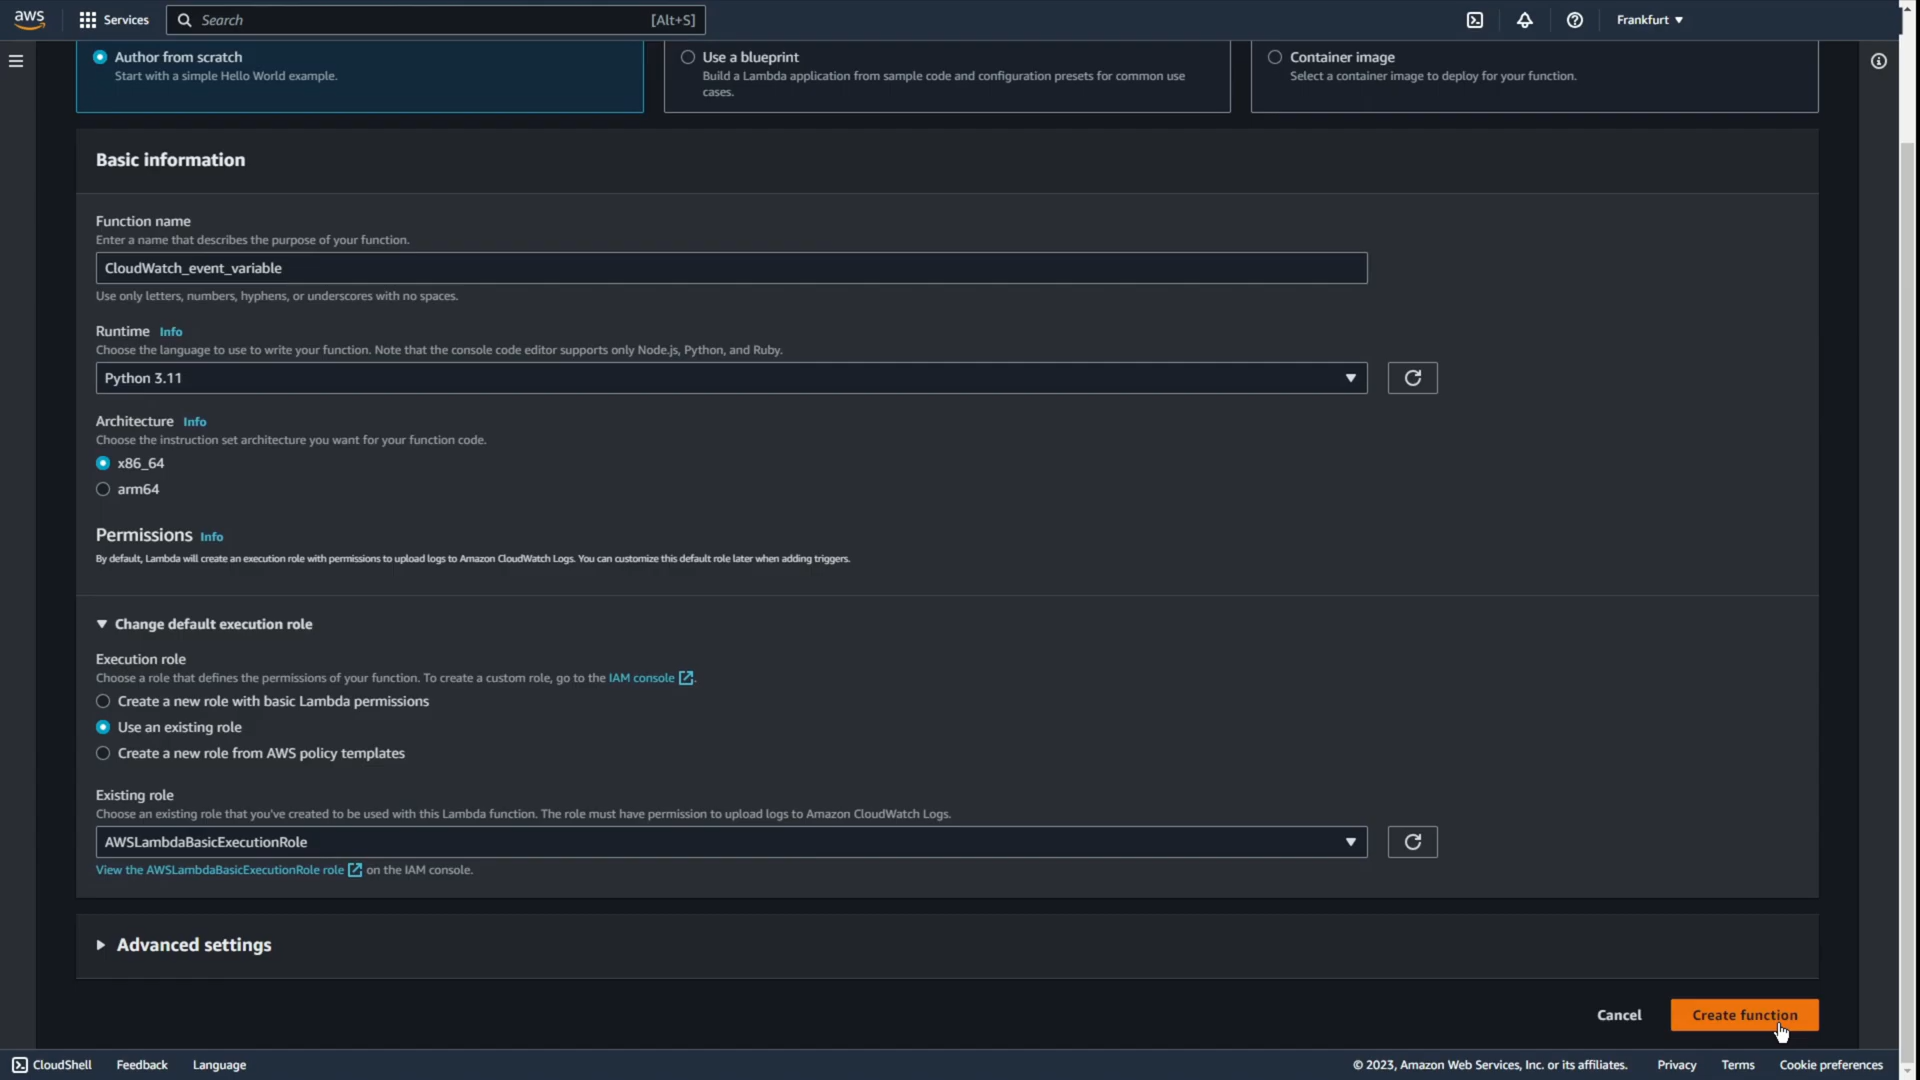 aws
Services
Search
[Alt+S]
Frankfurt
Author from scratch
Start with a simple Hello World example.
Use a blueprint
Build a Lambda application from sample code and configuration presets for common use
cases.
Container image
Select a container image to deploy for your function.
Basic information
Function name
Enter a name that describes the purpose of your function.
CloudWatch_event_variable
Use only letters, numbers, hyphens, or underscores with no spaces.
Runtime Info
Choose the language to use to write your function. Note that the console code editor supports only Node.js, Python, and Ruby.
Python 3.11
Architecture Info
Choose the instruction set architecture you want for your function code.
x86_64
arm64
Permissions Info
By default, Lambda will create an execution role with permissions to upload logs to Amazon CloudWatch Logs. You can customize this default role later when adding triggers.
Change default execution role
Execution role
Choose a role that defines the permissions of your function. To create a custom role, go to the IAM console.
Create a new role with basic Lambda permissions
Use an existing role
Create a new role from AWS policy templates
Existing role
Choose an existing role that you've created to be used with this Lambda function. The role must have permission to upload logs to Amazon CloudWatch Logs.
AWSLambdaBasicExecutionRole
View the AWSLambdaBasicExecutionRole role on the IAM console.
Advanced settings
Cancel
Create function
CloudShell
Feedback
Language
© 2023, Amazon Web Services, Inc. or its affiliates.
Privacy
Terms
Cookie preferences